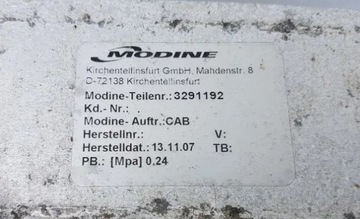 MODINE
Kirchentellinsfurt GmbH, Mahdenstr. 8
D-72138 Kirchentellinsfurt
Modine-Teilenr.: 3291192
Kd.- Nr.: .
Modine- Auftr.: CAB
Herstellnr.: V:
Herstelldat.: 13.11.07 TB:
PB.: [Mpa] 0.24